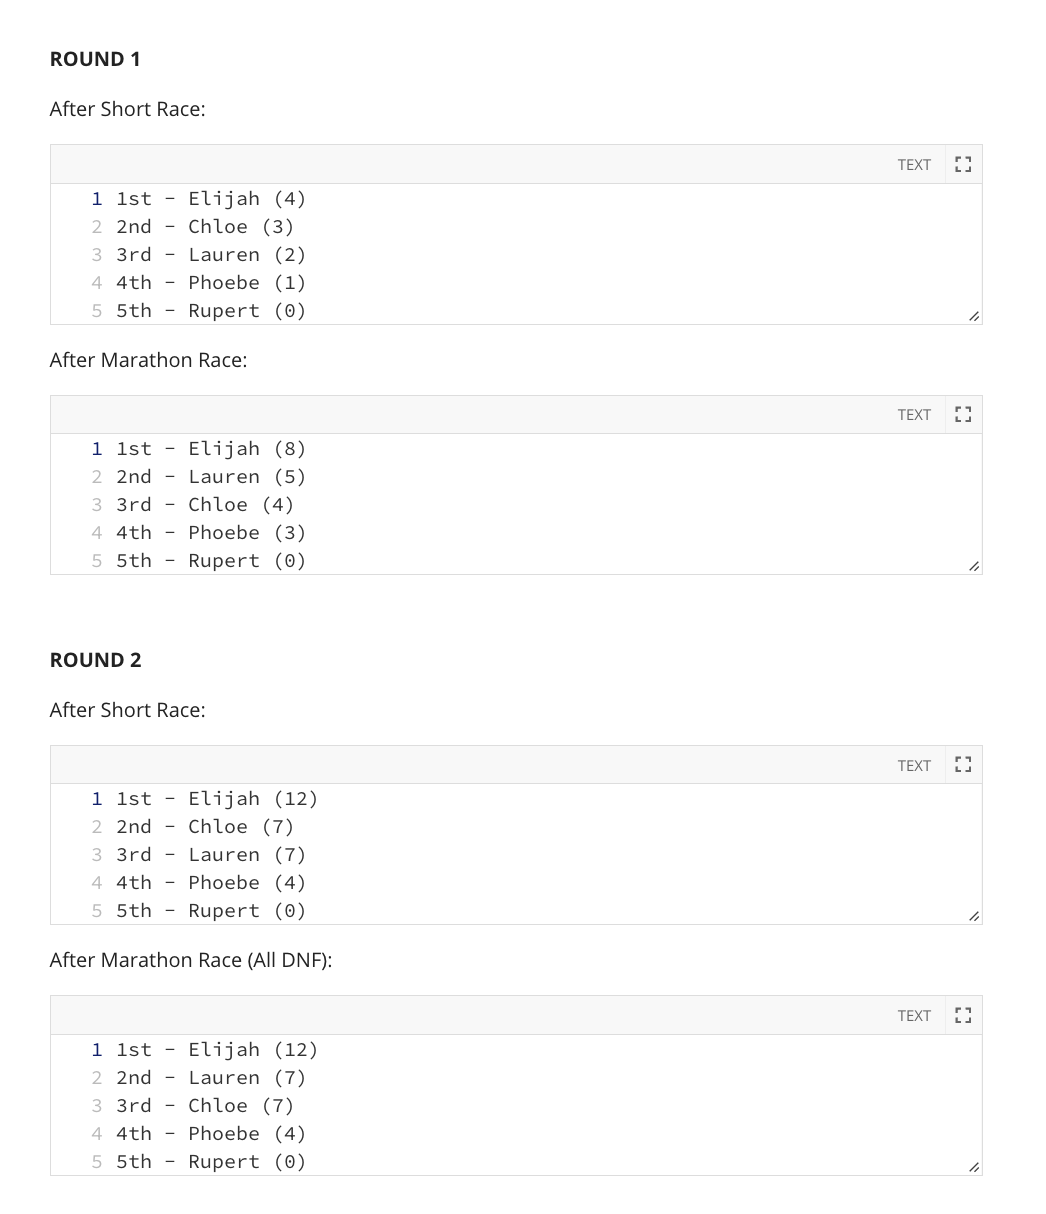 ROUND 1
After Short Race:
TEXT
1 1st – Elijah (4)
2 2nd – Chloe (3)
3 3rd – Lauren (2)
4 4th – Phoebe (1)
5 5th – Rupert (0)
After Marathon Race:
TEXT
1 1st – Elijah (8)
2 2nd – Lauren (5)
3 3rd – Chloe (4)
4 4th – Phoebe (3)
5 5th – Rupert (0)
ROUND 2
After Short Race:
TEXT
1 1st – Elijah (12)
2 2nd – Chloe (7)
3 3rd – Lauren (7)
4 4th – Phoebe (4)
5 5th – Rupert (0)
After Marathon Race (All DNF):
TEXT
1 1st – Elijah (12)
2 2nd – Lauren (7)
3 3rd – Chloe (7)
4 4th – Phoebe (4)
5 5th – Rupert (0)